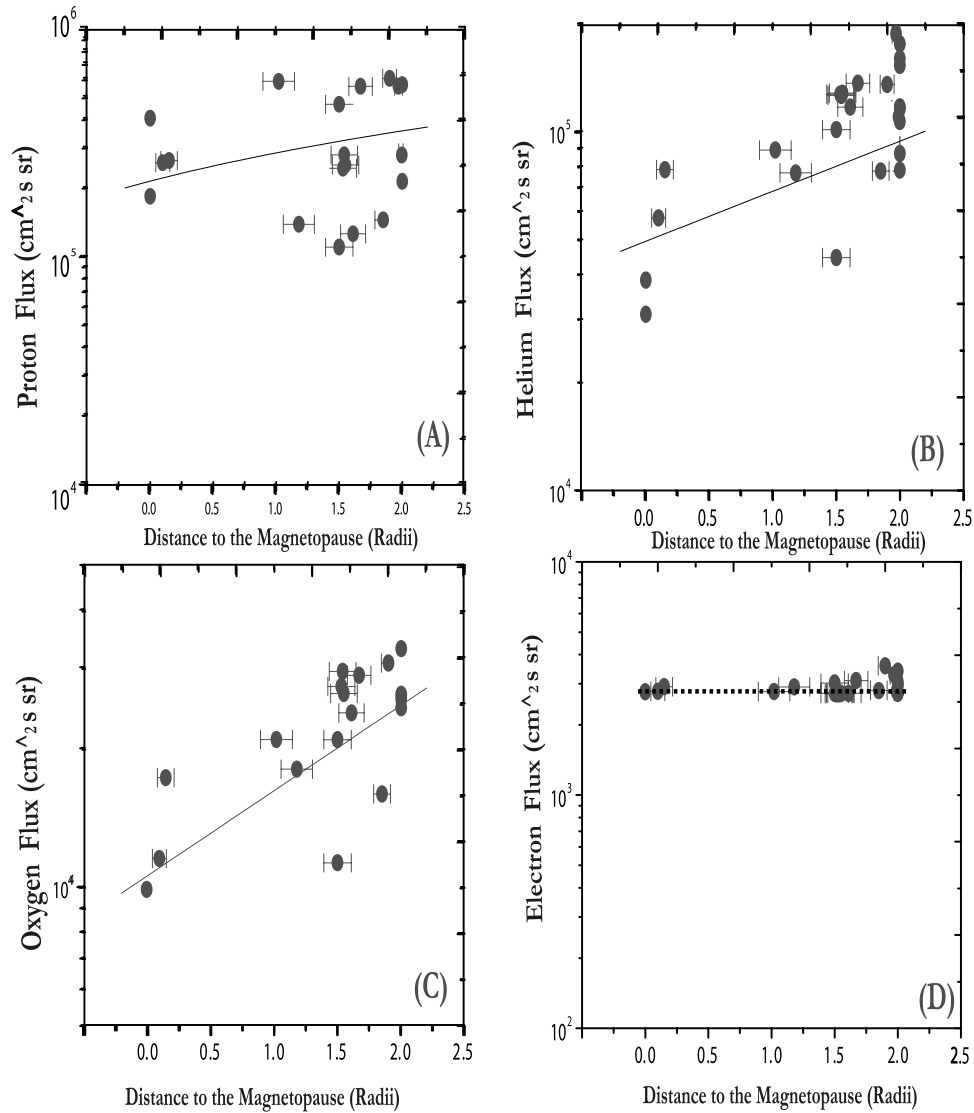 10^6
10^5
10^4
Proton Flux (cm^2 s sr)
(A)
0.0 0.5 1.0 1.5 2.0 2.5
Distance to the Magnetopause (Radii)
10^5
10^4
Helium Flux (cm^2 s sr)
(B)
0.0 0.5 1.0 1.5 2.0 2.5
Distance to the Magnetopause (Radii)
10^4
Oxygen Flux (cm^2 s sr)
(C)
0.0 0.5 1.0 1.5 2.0 2.5
Distance to the Magnetopause (Radii)
10^4
10^3
10^2
Electron Flux (cm^2 s sr)
(D)
0.0 0.5 1.0 1.5 2.0 2.5
Distance to the Magnetopause (Radii)